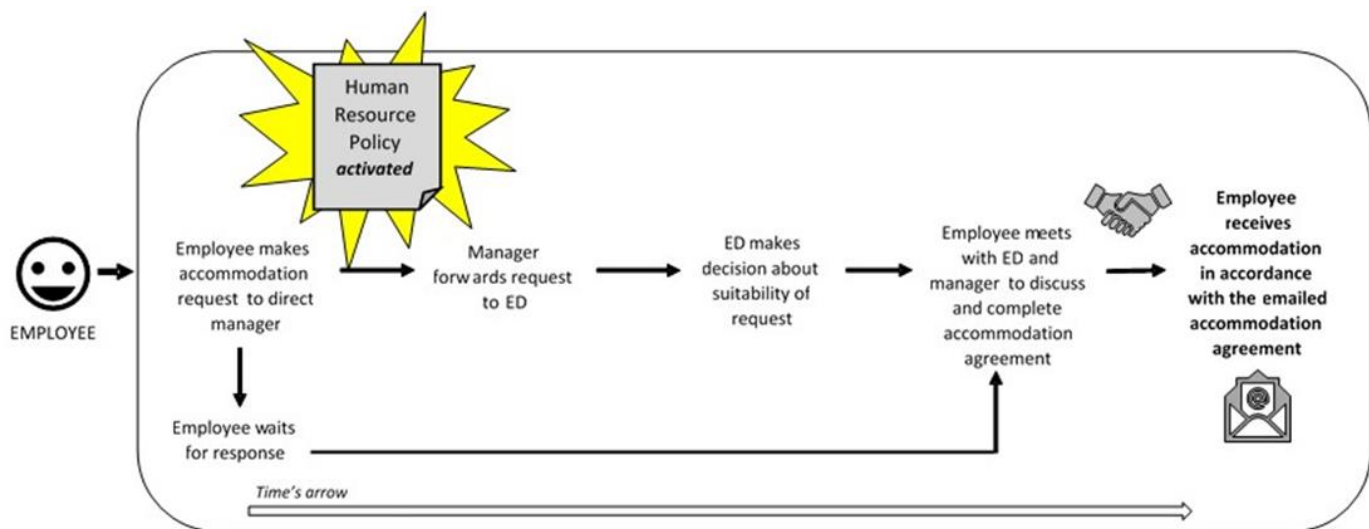 Human
Resource
Policy
activated
EMPLOYEE
Employee makes
accommodation
request to direct
manager
Manager
forwards request
to ED
ED makes
decision about
suitability of
request
Employee meets
with ED and
manager to discuss
and complete
accommodation
agreement
Employee
receives
accommodation
in accordance
with the emailed
accommodation
agreement
@
Employee waits
for response
Time's arrow